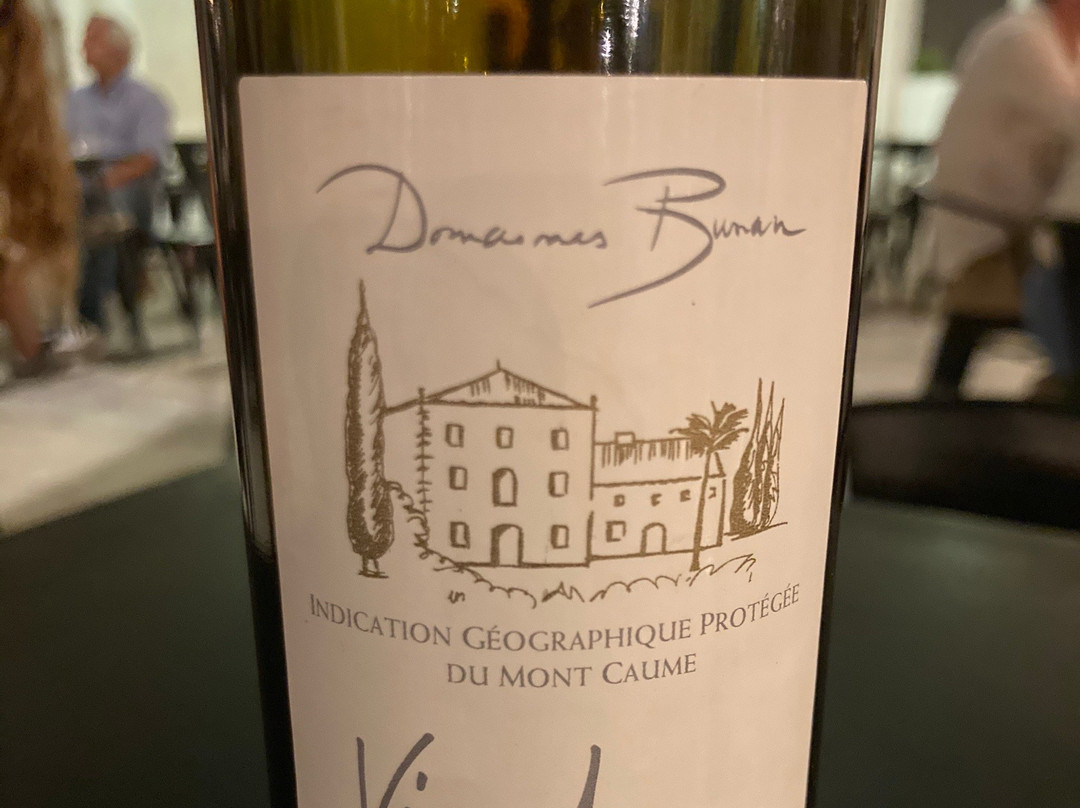 Domaines Bunan
INDICATION GÉOGRAPHIQUE PROTÉGÉE
DU MONT CAUME